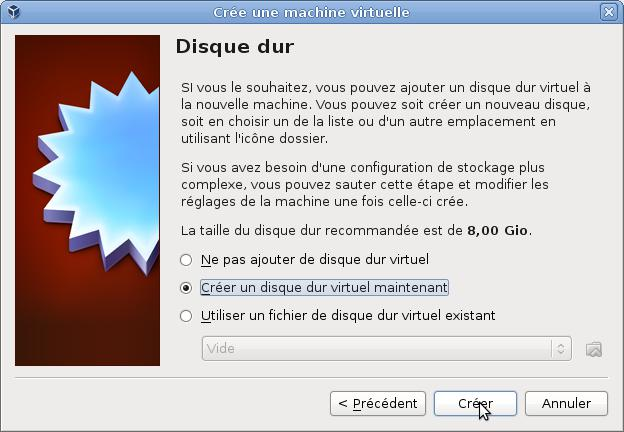 Crée une machine virtuelle
Disque dur
SI vous le souhaitez, vous pouvez ajouter un disque dur virtuel à
la nouvelle machine. Vous pouvez soit créer un nouveau disque,
soit en choisir un de la liste ou d'un autre emplacement en
utilisant l'icône dossier.
Si vous avez besoin d'une configuration de stockage plus
complexe, vous pouvez sauter cette étape et modifier les
réglages de la machine une fois celle-ci crée.
La taille du disque dur recommandée est de 8,00 Gio.
Ne pas ajouter de disque dur virtuel
Créer un disque dur virtuel maintenant
Utiliser un fichier de disque dur virtuel existant
Vide
< Précédent
Créer
Annuler